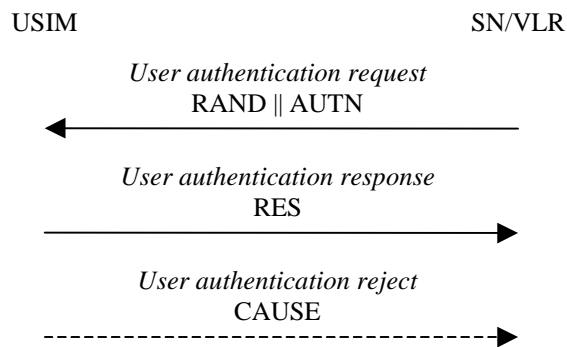 USIM SN/VLR
User authentication request
RAND || AUTN
User authentication response
RES
User authentication reject
CAUSE